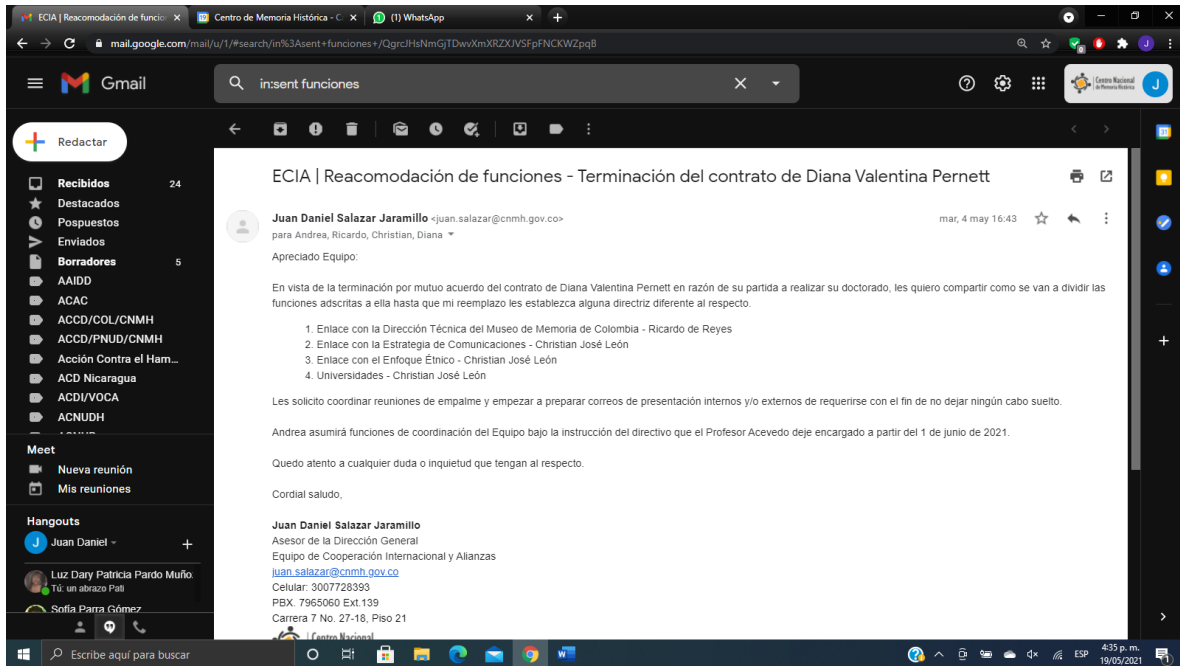 ECIA | Reacomodación de funcion
Centro de Memoria Histórica - C
(1) WhatsApp
mail.google.com/mail/u/1/#search/in%3Asent+funciones+/QgrcJHsNmGjTDwvXmXRZXJVSFpFNCKWZpqB
Gmail
in:sent funciones
Centro Nacional
de Memoria Histórica
J
Redactar
Recibidos 24
Destacados
Pospuestos
Enviados
Borradores 5
AAIDD
ACAC
ACCD/COL/CNMH
ACCD/PNUD/CNMH
Acción Contra el Ham...
ACD Nicaragua
ACDI/VOCA
ACNUDH
Meet
Nueva reunión
Mis reuniones
Hangouts
J Juan Daniel
Luz Dary Patricia Pardo Muño
Tú: un abrazo Pati
Sofía Parra Gómez
ECIA | Reacomodación de funciones - Terminación del contrato de Diana Valentina Pernett
Juan Daniel Salazar Jaramillo <juan.salazar@cnmh.gov.co> mar, 4 may 16:43
para Andrea, Ricardo, Christian, Diana
Apreciado Equipo:
En vista de la terminación por mutuo acuerdo del contrato de Diana Valentina Pernett en razón de su partida a realizar su doctorado, les quiero compartir como se van a dividir las
funciones adscritas a ella hasta que mi reemplazo les establezca alguna directriz diferente al respecto.
1. Enlace con la Dirección Técnica del Museo de Memoria de Colombia - Ricardo de Reyes
2. Enlace con la Estrategia de Comunicaciones - Christian José León
3. Enlace con el Enfoque Étnico - Christian José León
4. Universidades - Christian José León
Les solicito coordinar reuniones de empalme y empezar a preparar correos de presentación internos y/o externos de requerirse con el fin de no dejar ningún cabo suelto.
Andrea asumirá funciones de coordinación del Equipo bajo la instrucción del directivo que el Profesor Acevedo deje encargado a partir del 1 de junio de 2021.
Quedo atento a cualquier duda o inquietud que tengan al respecto.
Cordial saludo,
Juan Daniel Salazar Jaramillo
Asesor de la Dirección General
Equipo de Cooperación Internacional y Alianzas
juan.salazar@cnmh.gov.co
Celular: 3007728393
PBX. 7965060 Ext.139
Carrera 7 No. 27-18, Piso 21
Centro Nacional
Escribe aquí para buscar
ESP
4:35 p. m.
19/05/2021